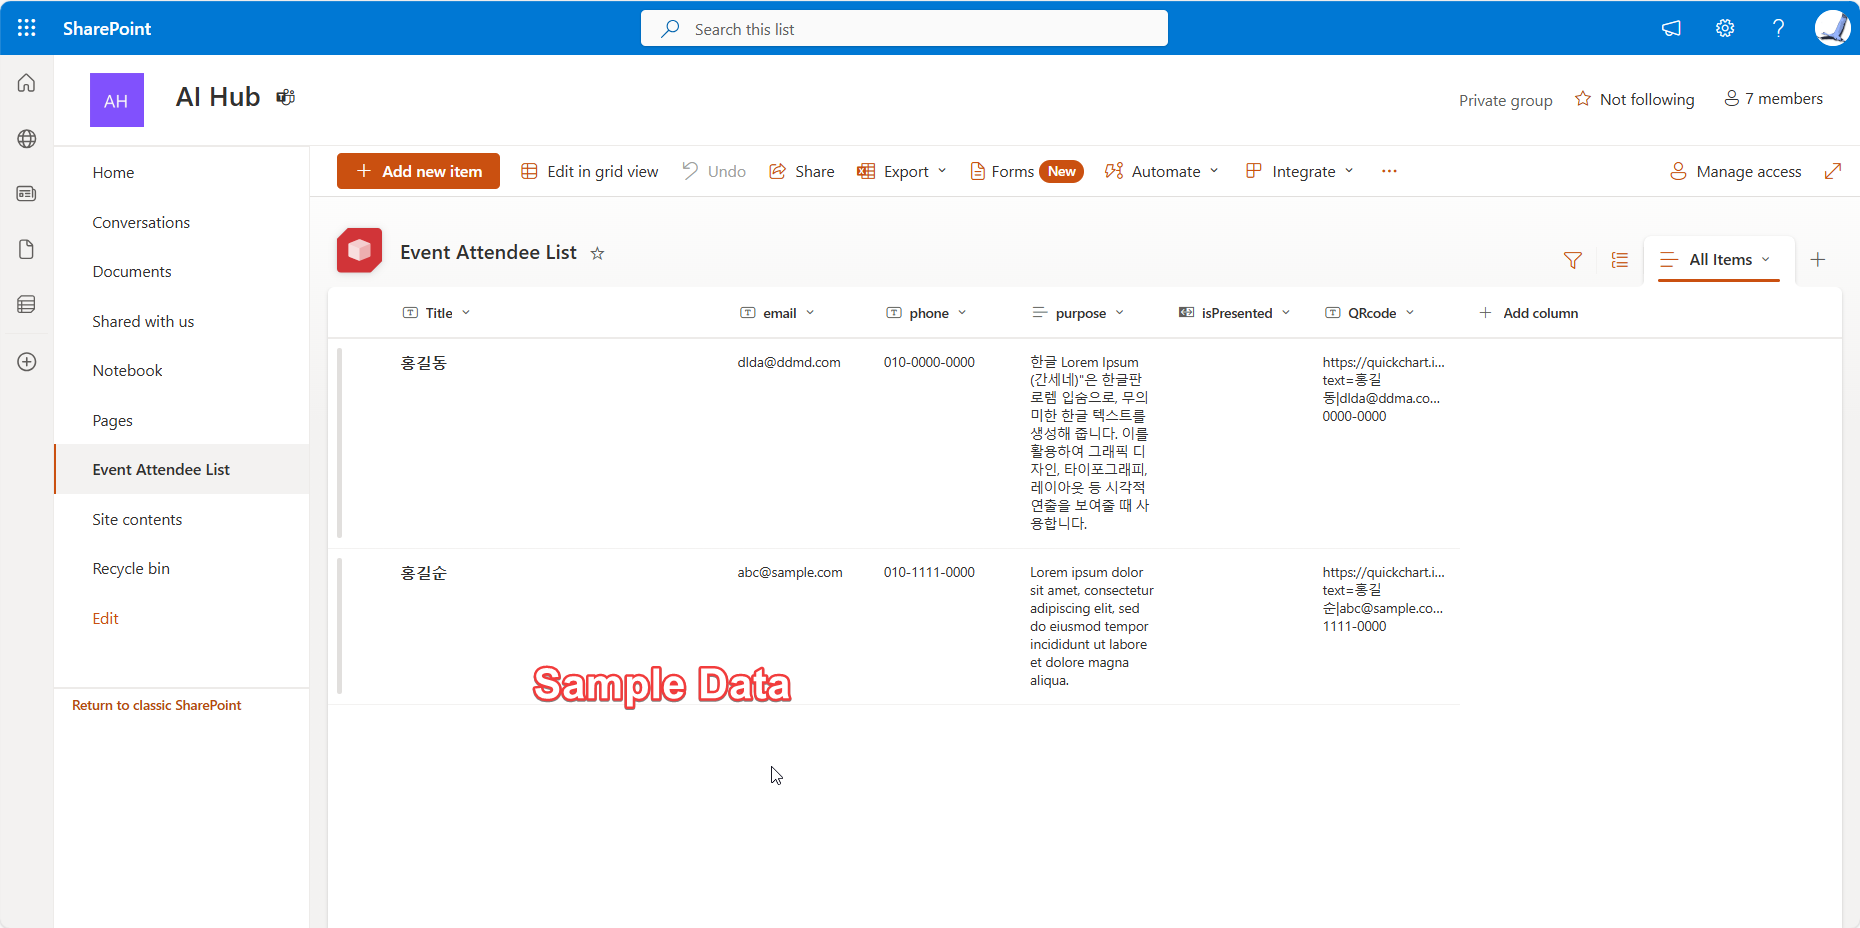 SharePoint
Search this list
AH
AI Hub
Private group
Not following
7 members
Home
Conversations
Documents
Shared with us
Notebook
Pages
Event Attendee List
Site contents
Recycle bin
Edit
Return to classic SharePoint
Add new item
Edit in grid view
Undo
Share
Export
Forms
New
Automate
Integrate
Manage access
Event Attendee List
All Items
Title
email
phone
purpose
isPresented
QRcode
Add column
홍길동
dlda@ddmd.com
010-0000-0000
한글 Lorem Ipsum
(간세네)"은 한글판
로렘 입숨으로, 무의
미한 한글 텍스트를
생성해 줍니다. 이를
활용하여 그래픽 디
자인, 타이포그래피,
레이아웃 등 시각적
연출을 보여줄 때 사
용합니다.
https://quickchart.i...
text=홍길
동|dlda@ddma.co...
0000-0000
홍길순
abc@sample.com
010-1111-0000
Lorem ipsum dolor
sit amet, consectetur
adipiscing elit, sed
do eiusmod tempor
incididunt ut labore
et dolore magna
aliqua.
https://quickchart.i...
text=홍길
순|abc@sample.co...
1111-0000
Sample Data